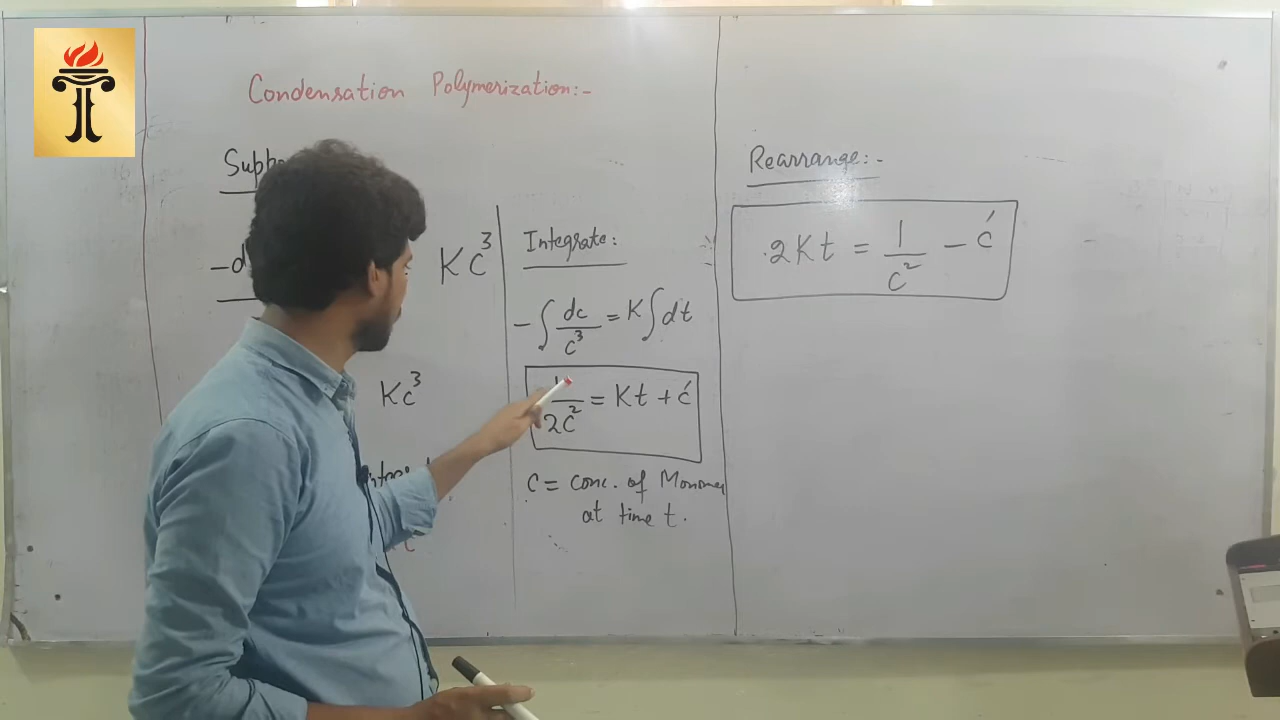 Condensation Polymerization:-
Kc³
Kc³
Integrate:
-∫ dc/c³ = K∫dt
1/2c² = Kt + ć
c = conc. of Monomer
at time t.
Rearrange:-
2Kt = 1/c² - ć